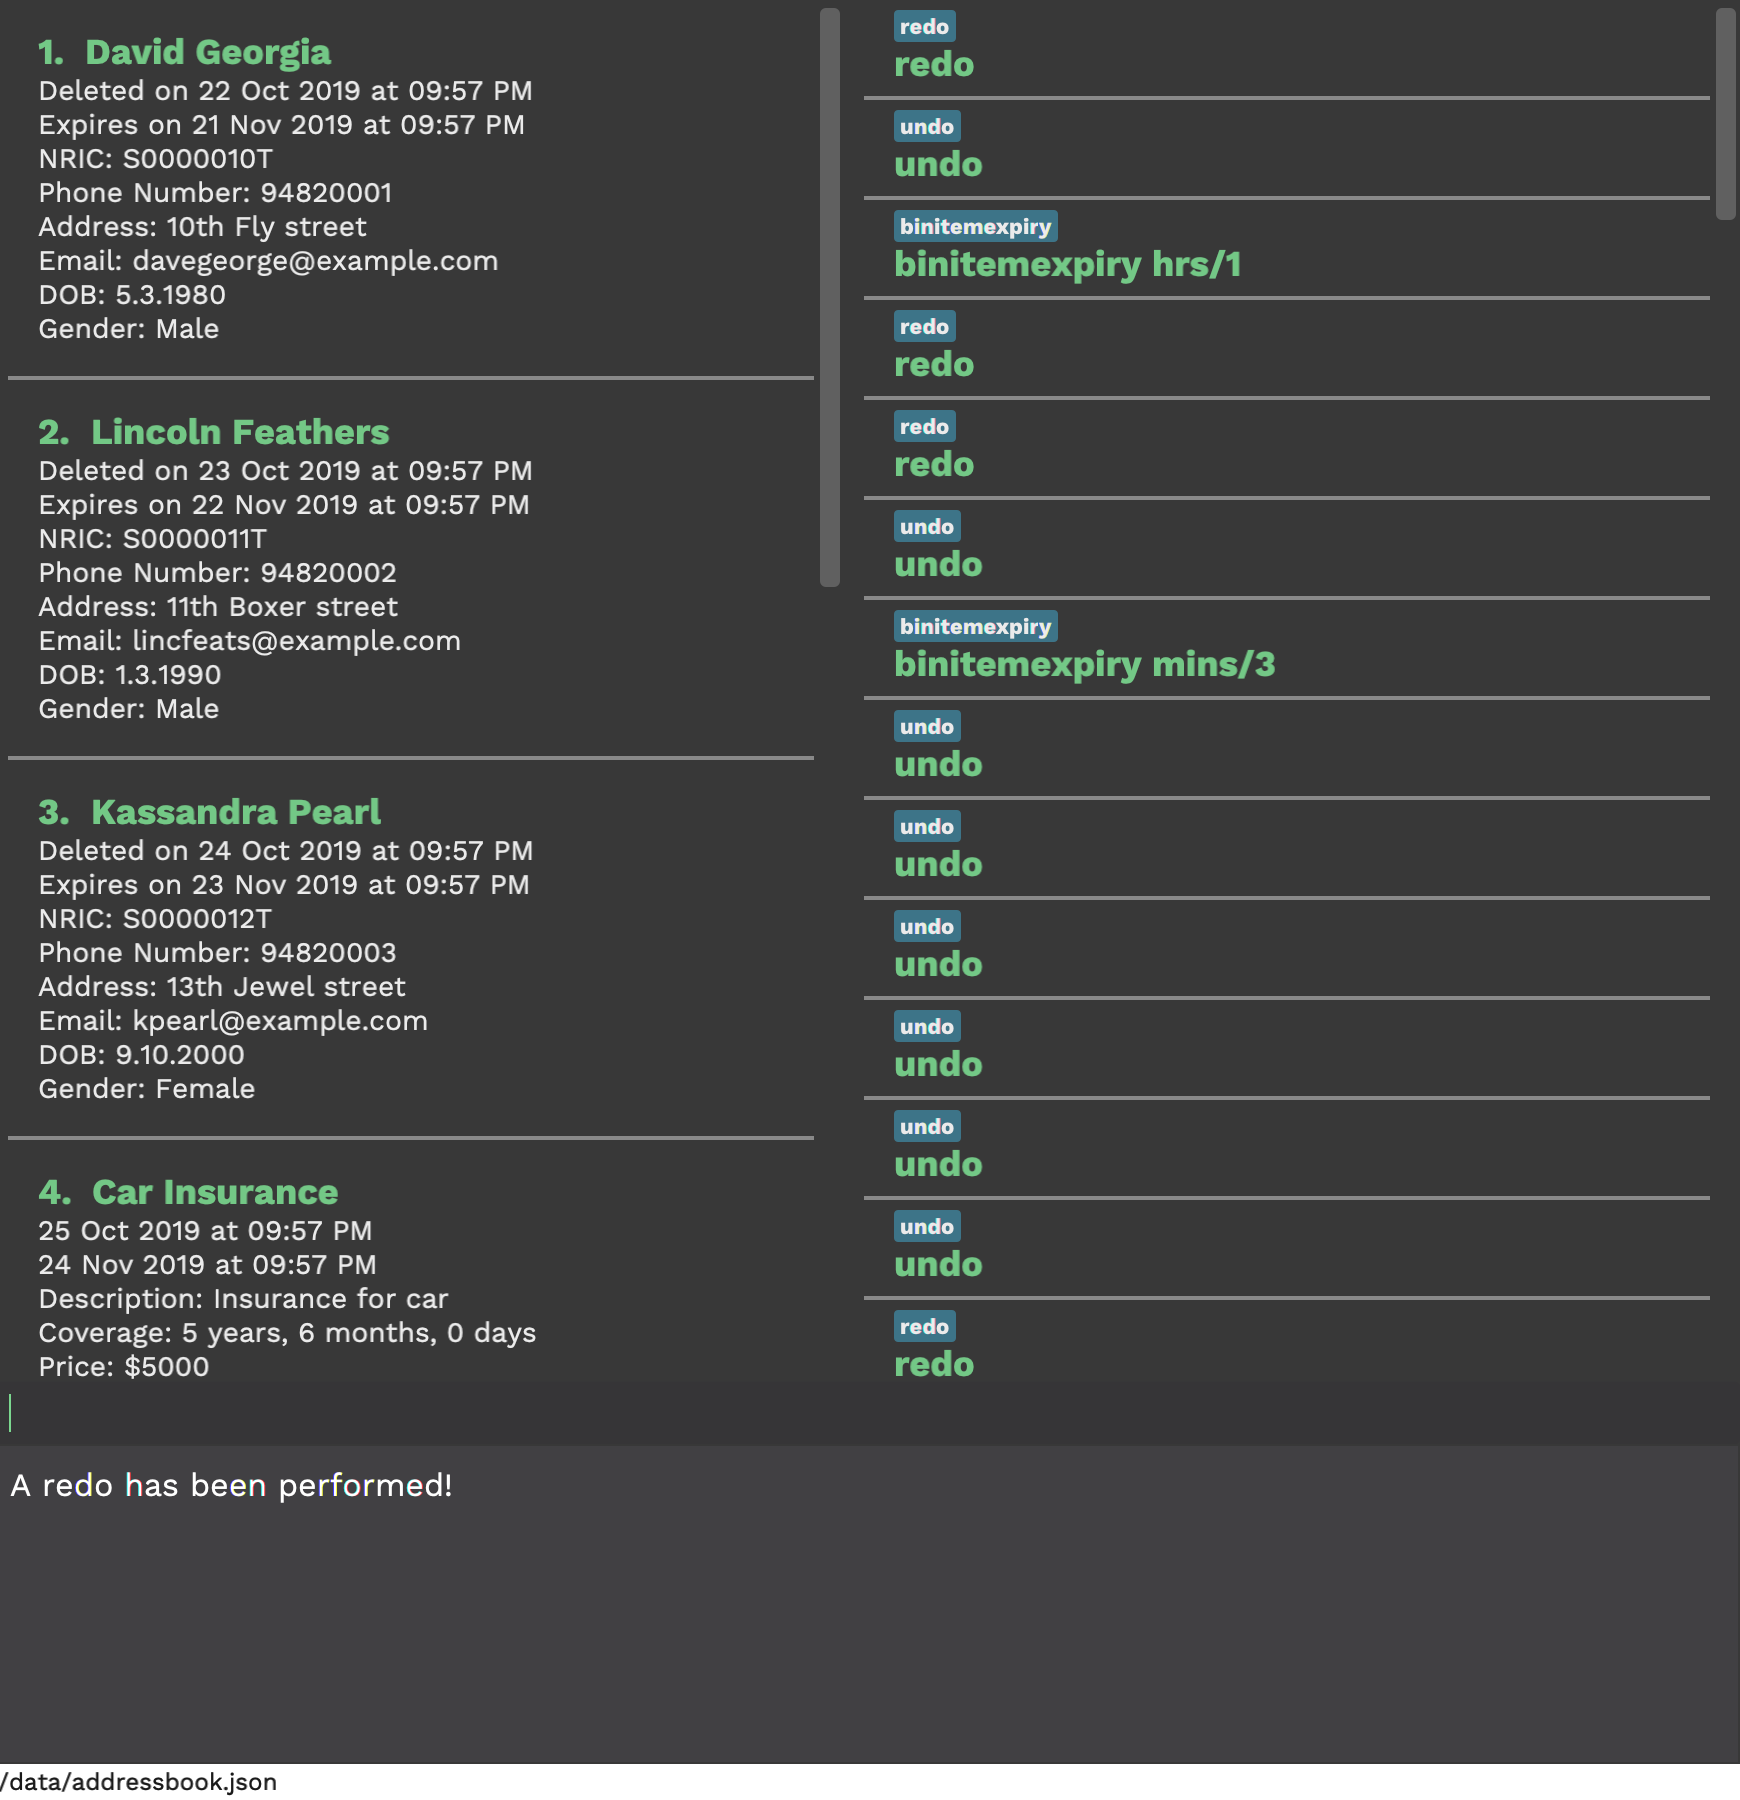 1. David Georgia
Deleted on 22 Oct 2019 at 09:57 PM
Expires on 21 Nov 2019 at 09:57 PM
NRIC: S0000010T
Phone Number: 94820001
Address: 10th Fly street
Email: davegeorge@example.com
DOB: 5.3.1980
Gender: Male
2. Lincoln Feathers
Deleted on 23 Oct 2019 at 09:57 PM
Expires on 22 Nov 2019 at 09:57 PM
NRIC: S0000011T
Phone Number: 94820002
Address: 11th Boxer street
Email: lincfeats@example.com
DOB: 1.3.1990
Gender: Male
3. Kassandra Pearl
Deleted on 24 Oct 2019 at 09:57 PM
Expires on 23 Nov 2019 at 09:57 PM
NRIC: S0000012T
Phone Number: 94820003
Address: 13th Jewel street
Email: kpearl@example.com
DOB: 9.10.2000
Gender: Female
4. Car Insurance
25 Oct 2019 at 09:57 PM
24 Nov 2019 at 09:57 PM
Description: Insurance for car
Coverage: 5 years, 6 months, 0 days
Price: $5000
redo
redo
undo
undo
binitemexpiry
binitemexpiry hrs/1
redo
redo
redo
redo
undo
undo
binitemexpiry
binitemexpiry mins/3
undo
undo
undo
undo
undo
undo
undo
undo
undo
undo
undo
undo
redo
redo
A redo has been performed!
/data/addressbook.json